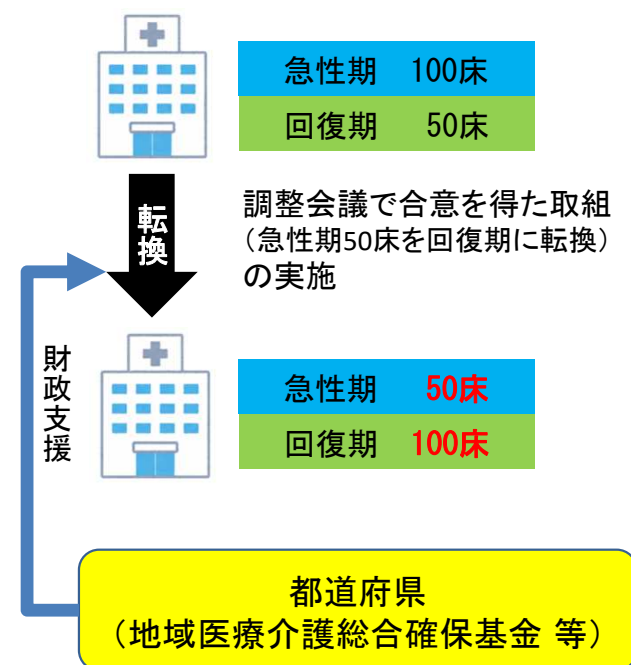 急性期 100床
回復期 50床
転換
調整会議で合意を得た取組
（急性期50床を回復期に転換）
の実施
財政支援
急性期 50床
回復期 100床
都道府県
（地域医療介護総合確保基金 等）